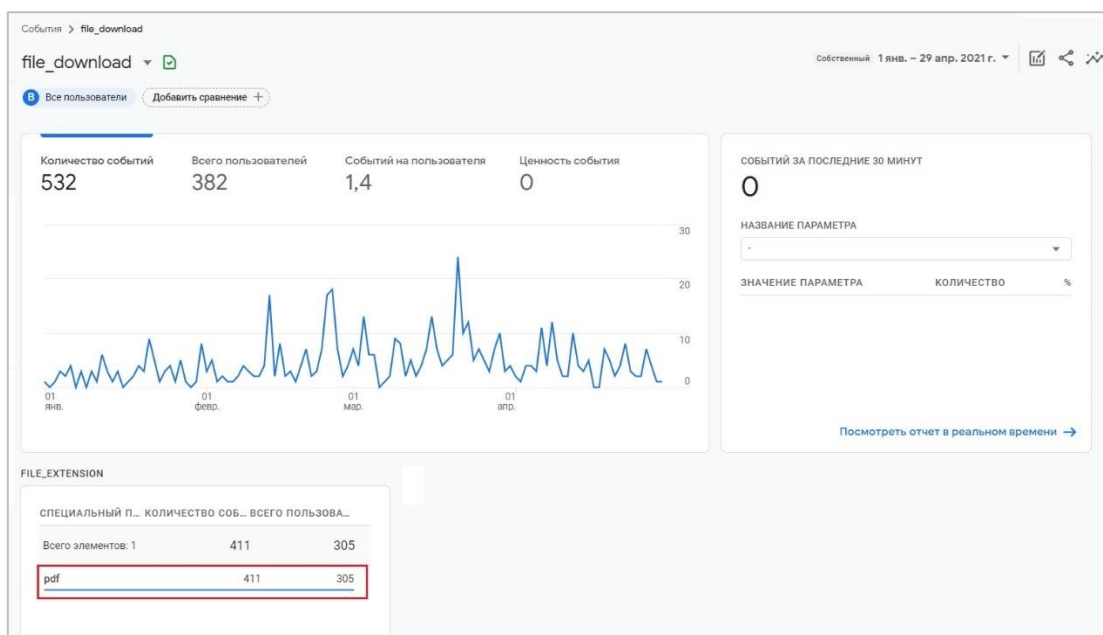 События > file_download
file_download
Собственный 1 янв. – 29 апр. 2021 г.
B Все пользователи Добавить сравнение +
Количество событий Всего пользователей Событий на пользователя Ценность события
532 382 1,4 0
30
20
10
0
01 янв. 01 февр. 01 мар. 01 апр.
СОБЫТИЙ ЗА ПОСЛЕДНИЕ 30 МИНУТ
0
НАЗВАНИЕ ПАРАМЕТРА
-
ЗНАЧЕНИЕ ПАРАМЕТРА КОЛИЧЕСТВО %
Посмотреть отчет в реальном времени →
FILE_EXTENSION
СПЕЦИАЛЬНЫЙ П... КОЛИЧЕСТВО СОБ... ВСЕГО ПОЛЬЗОВА...
Всего элементов: 1 411 305
pdf 411 305